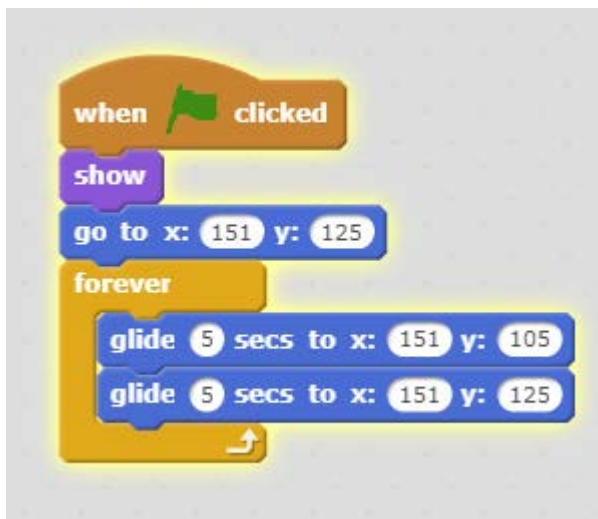 when clicked
show
go to x: 151 y: 125
forever
glide 5 secs to x: 151 y: 105
glide 5 secs to x: 151 y: 125